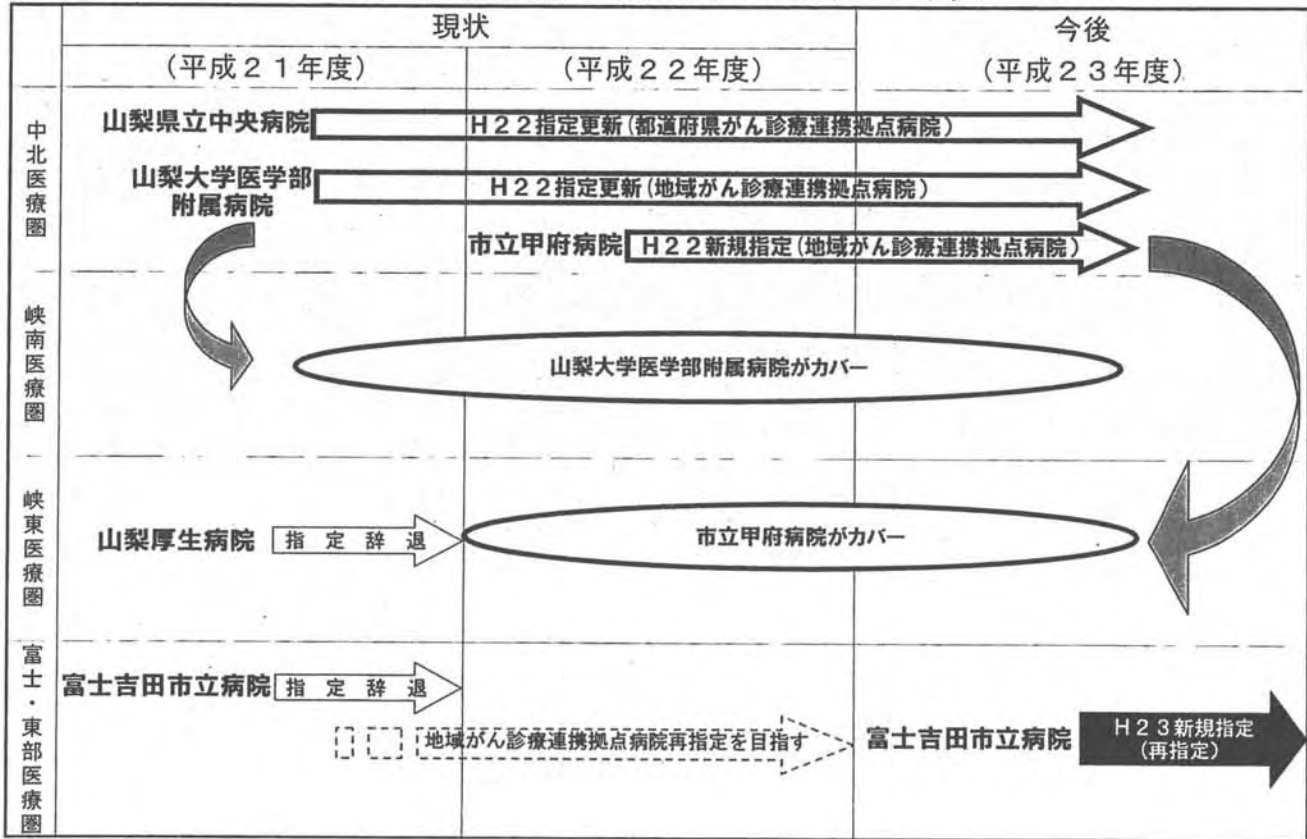 現状
今後
(平成21年度)
(平成22年度)
(平成23年度)
中北医療圏
山梨県立中央病院
H22指定更新(都道府県がん診療連携拠点病院)
山梨大学医学部
附属病院
H22指定更新(地域がん診療連携拠点病院)
市立甲府病院
H22新規指定(地域がん診療連携拠点病院)
峡南医療圏
山梨大学医学部附属病院がカバー
峡東医療圏
山梨厚生病院
指定辞退
市立甲府病院がカバー
富士・東部医療圏
富士吉田市立病院
指定辞退
地域がん診療連携拠点病院再指定を目指す
富士吉田市立病院
H23新規指定
(再指定)